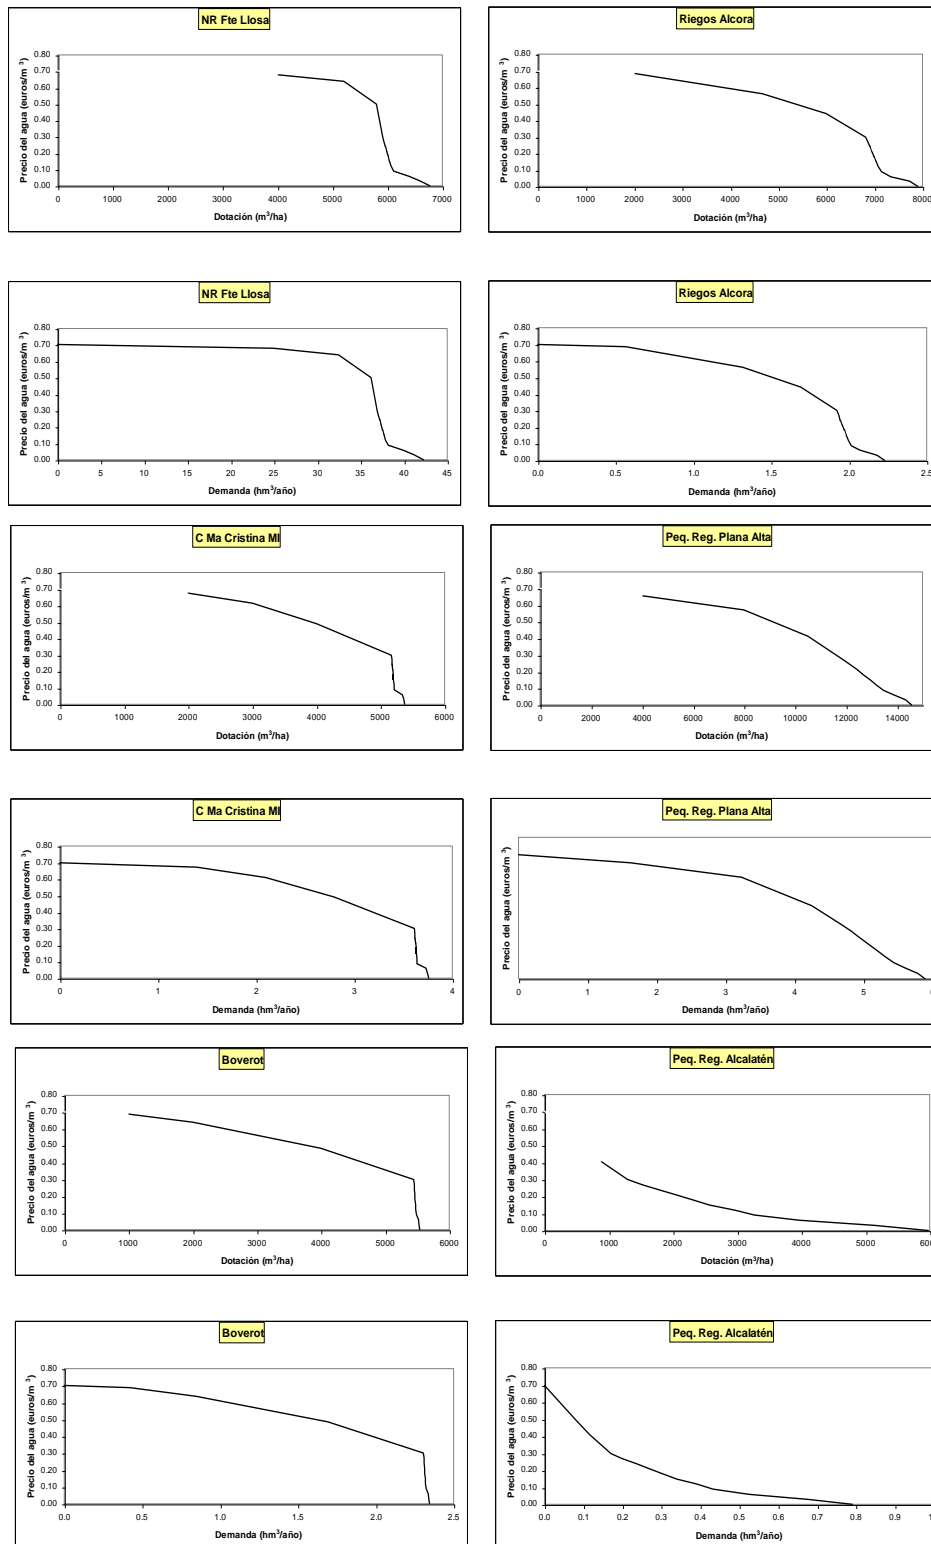 NR Fte Llosa
0.80
0.70
0.60
0.50
0.40
0.30
0.20
0.10
0.00
Precio del agua (euros/m³)
0 1000 2000 3000 4000 5000 6000 7000
Dotación (m³/ha)
Riegos Alcora
0.80
0.70
0.60
0.50
0.40
0.30
0.20
0.10
0.00
Precio del agua (euros/m³)
0 1000 2000 3000 4000 5000 6000 7000 8000
Dotación (m³/ha)
NR Fte Llosa
0.80
0.70
0.60
0.50
0.40
0.30
0.20
0.10
0.00
Precio del agua (euros/m³)
0 5 10 15 20 25 30 35 40 45
Demanda (hm³/año)
Riegos Alcora
0.80
0.70
0.60
0.50
0.40
0.30
0.20
0.10
0.00
Precio del agua (euros/m³)
0.0 0.5 1.0 1.5 2.0 2.5
Demanda (hm³/año)
C Ma Cristina MI
0.80
0.70
0.60
0.50
0.40
0.30
0.20
0.10
0.00
Precio del agua (euros/m³)
0 1000 2000 3000 4000 5000 6000
Dotación (m³/ha)
Peq. Reg. Plana Alta
0.80
0.70
0.60
0.50
0.40
0.30
0.20
0.10
0.00
Precio del agua (euros/m³)
0 2000 4000 6000 8000 10000 12000 14000
Dotación (m³/ha)
C Ma Cristina MI
0.80
0.70
0.60
0.50
0.40
0.30
0.20
0.10
0.00
Precio del agua (euros/m³)
0 1 2 3 4
Demanda (hm³/año)
Peq. Reg. Plana Alta
Precio del agua (euros/m³)
0 1 2 3 4 5
Demanda (hm³/año)
Boverot
0.80
0.70
0.60
0.50
0.40
0.30
0.20
0.10
0.00
Precio del agua (euros/m³)
0 1000 2000 3000 4000 5000 6000
Dotación (m³/ha)
Peq. Reg. Alcalatén
0.80
0.70
0.60
0.50
0.40
0.30
0.20
0.10
0.00
Precio del agua (euros/m³)
0 1000 2000 3000 4000 5000
Dotación (m³/ha)
Boverot
0.80
0.70
0.60
0.50
0.40
0.30
0.20
0.10
0.00
Precio del agua (euros/m³)
0.0 0.5 1.0 1.5 2.0 2.5
Demanda (hm³/año)
Peq. Reg. Alcalatén
0.80
0.70
0.60
0.50
0.40
0.30
0.20
0.10
0.00
Precio del agua (euros/m³)
0 0.1 0.2 0.3 0.4 0.5 0.6 0.7 0.8 0.9
Demanda (hm³/año)